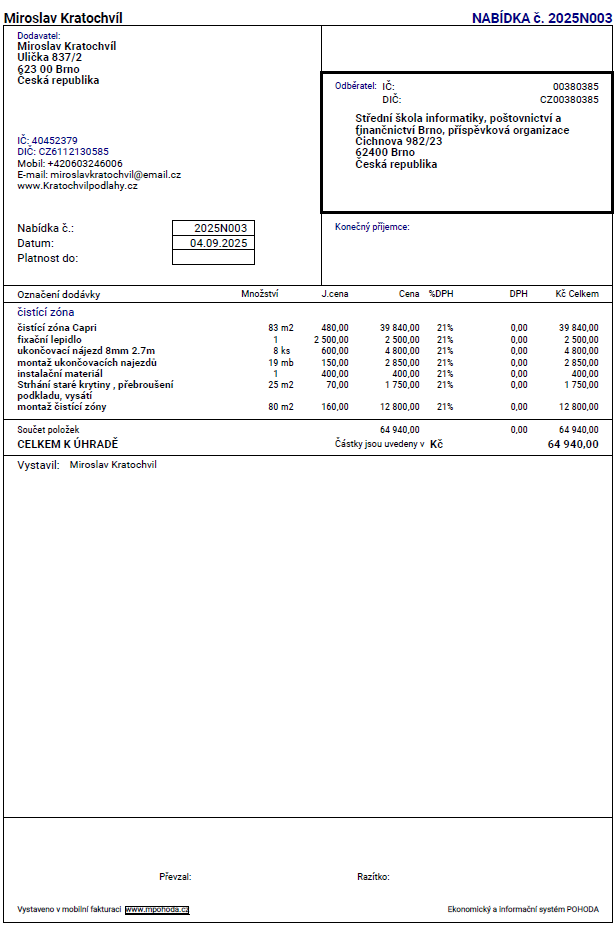 Miroslav Kratochvíl NABÍDKA č. 2025N003
Dodavatel:
Miroslav Kratochvíl
Ulička 837/2
623 00 Brno
Česká republika
IČ: 40452379
DIČ: CZ6112130585
Mobil: +420603246006
E-mail: miroslavkratochvil@email.cz
www.Kratochvilpodlahy.cz
Odběratel: IČ: 00380385
DIČ: CZ00380385
Střední škola informatiky, poštovnictví a
finančnictví Brno, příspěvková organizace
Čichnova 982/23
62400 Brno
Česká republika
Nabídka č.: 2025N003
Datum: 04.09.2025
Platnost do:
Konečný příjemce:
Označení dodávky Množství J.cena Cena %DPH DPH Kč Celkem
čistící zóna
čistící zóna Capri 83 m2 480,00 39 840,00 21% 0,00 39 840,00
fixační lepidlo 1 2 500,00 2 500,00 21% 0,00 2 500,00
ukončovací nájezd 8mm 2.7m 8 ks 600,00 4 800,00 21% 0,00 4 800,00
montaž ukončovacích najezdů 19 mb 150,00 2 850,00 21% 0,00 2 850,00
instalační materiál 1 400,00 400,00 21% 0,00 400,00
Strhání staré krytiny , přebroušení 25 m2 70,00 1 750,00 21% 0,00 1 750,00
podkladu, vysátí
montaž čistící zóny 80 m2 160,00 12 800,00 21% 0,00 12 800,00
Součet položek 64 940,00 0,00 64 940,00
CELKEM K ÚHRADĚ Částky jsou uvedeny v Kč 64 940,00
Vystavil: Miroslav Kratochvil
Převzal: Razítko:
Vystaveno v mobilní fakturaci www.mpohoda.cz Ekonomický a informační systém POHODA